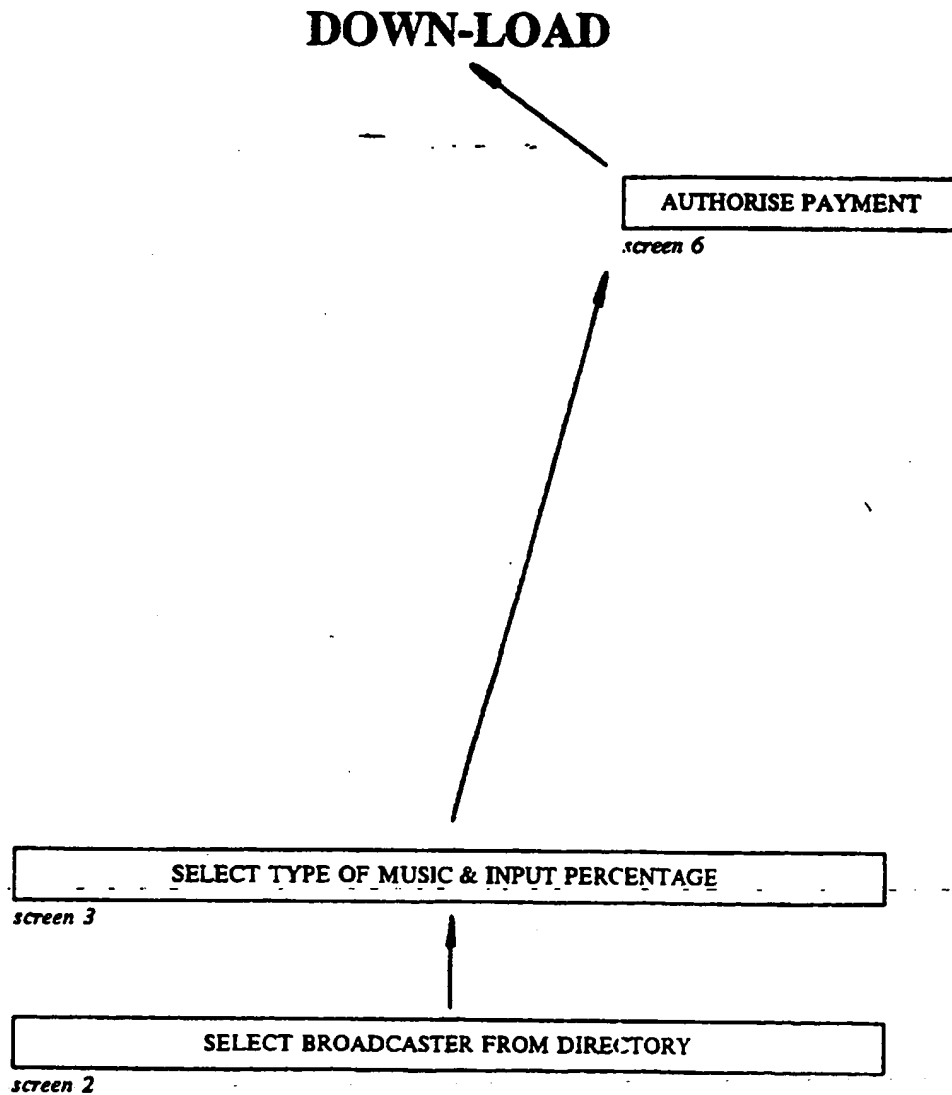 DOWN-LOAD
AUTHORISE PAYMENT
screen 6
SELECT TYPE OF MUSIC & INPUT PERCENTAGE
screen 3
SELECT BROADCASTER FROM DIRECTORY
screen 2